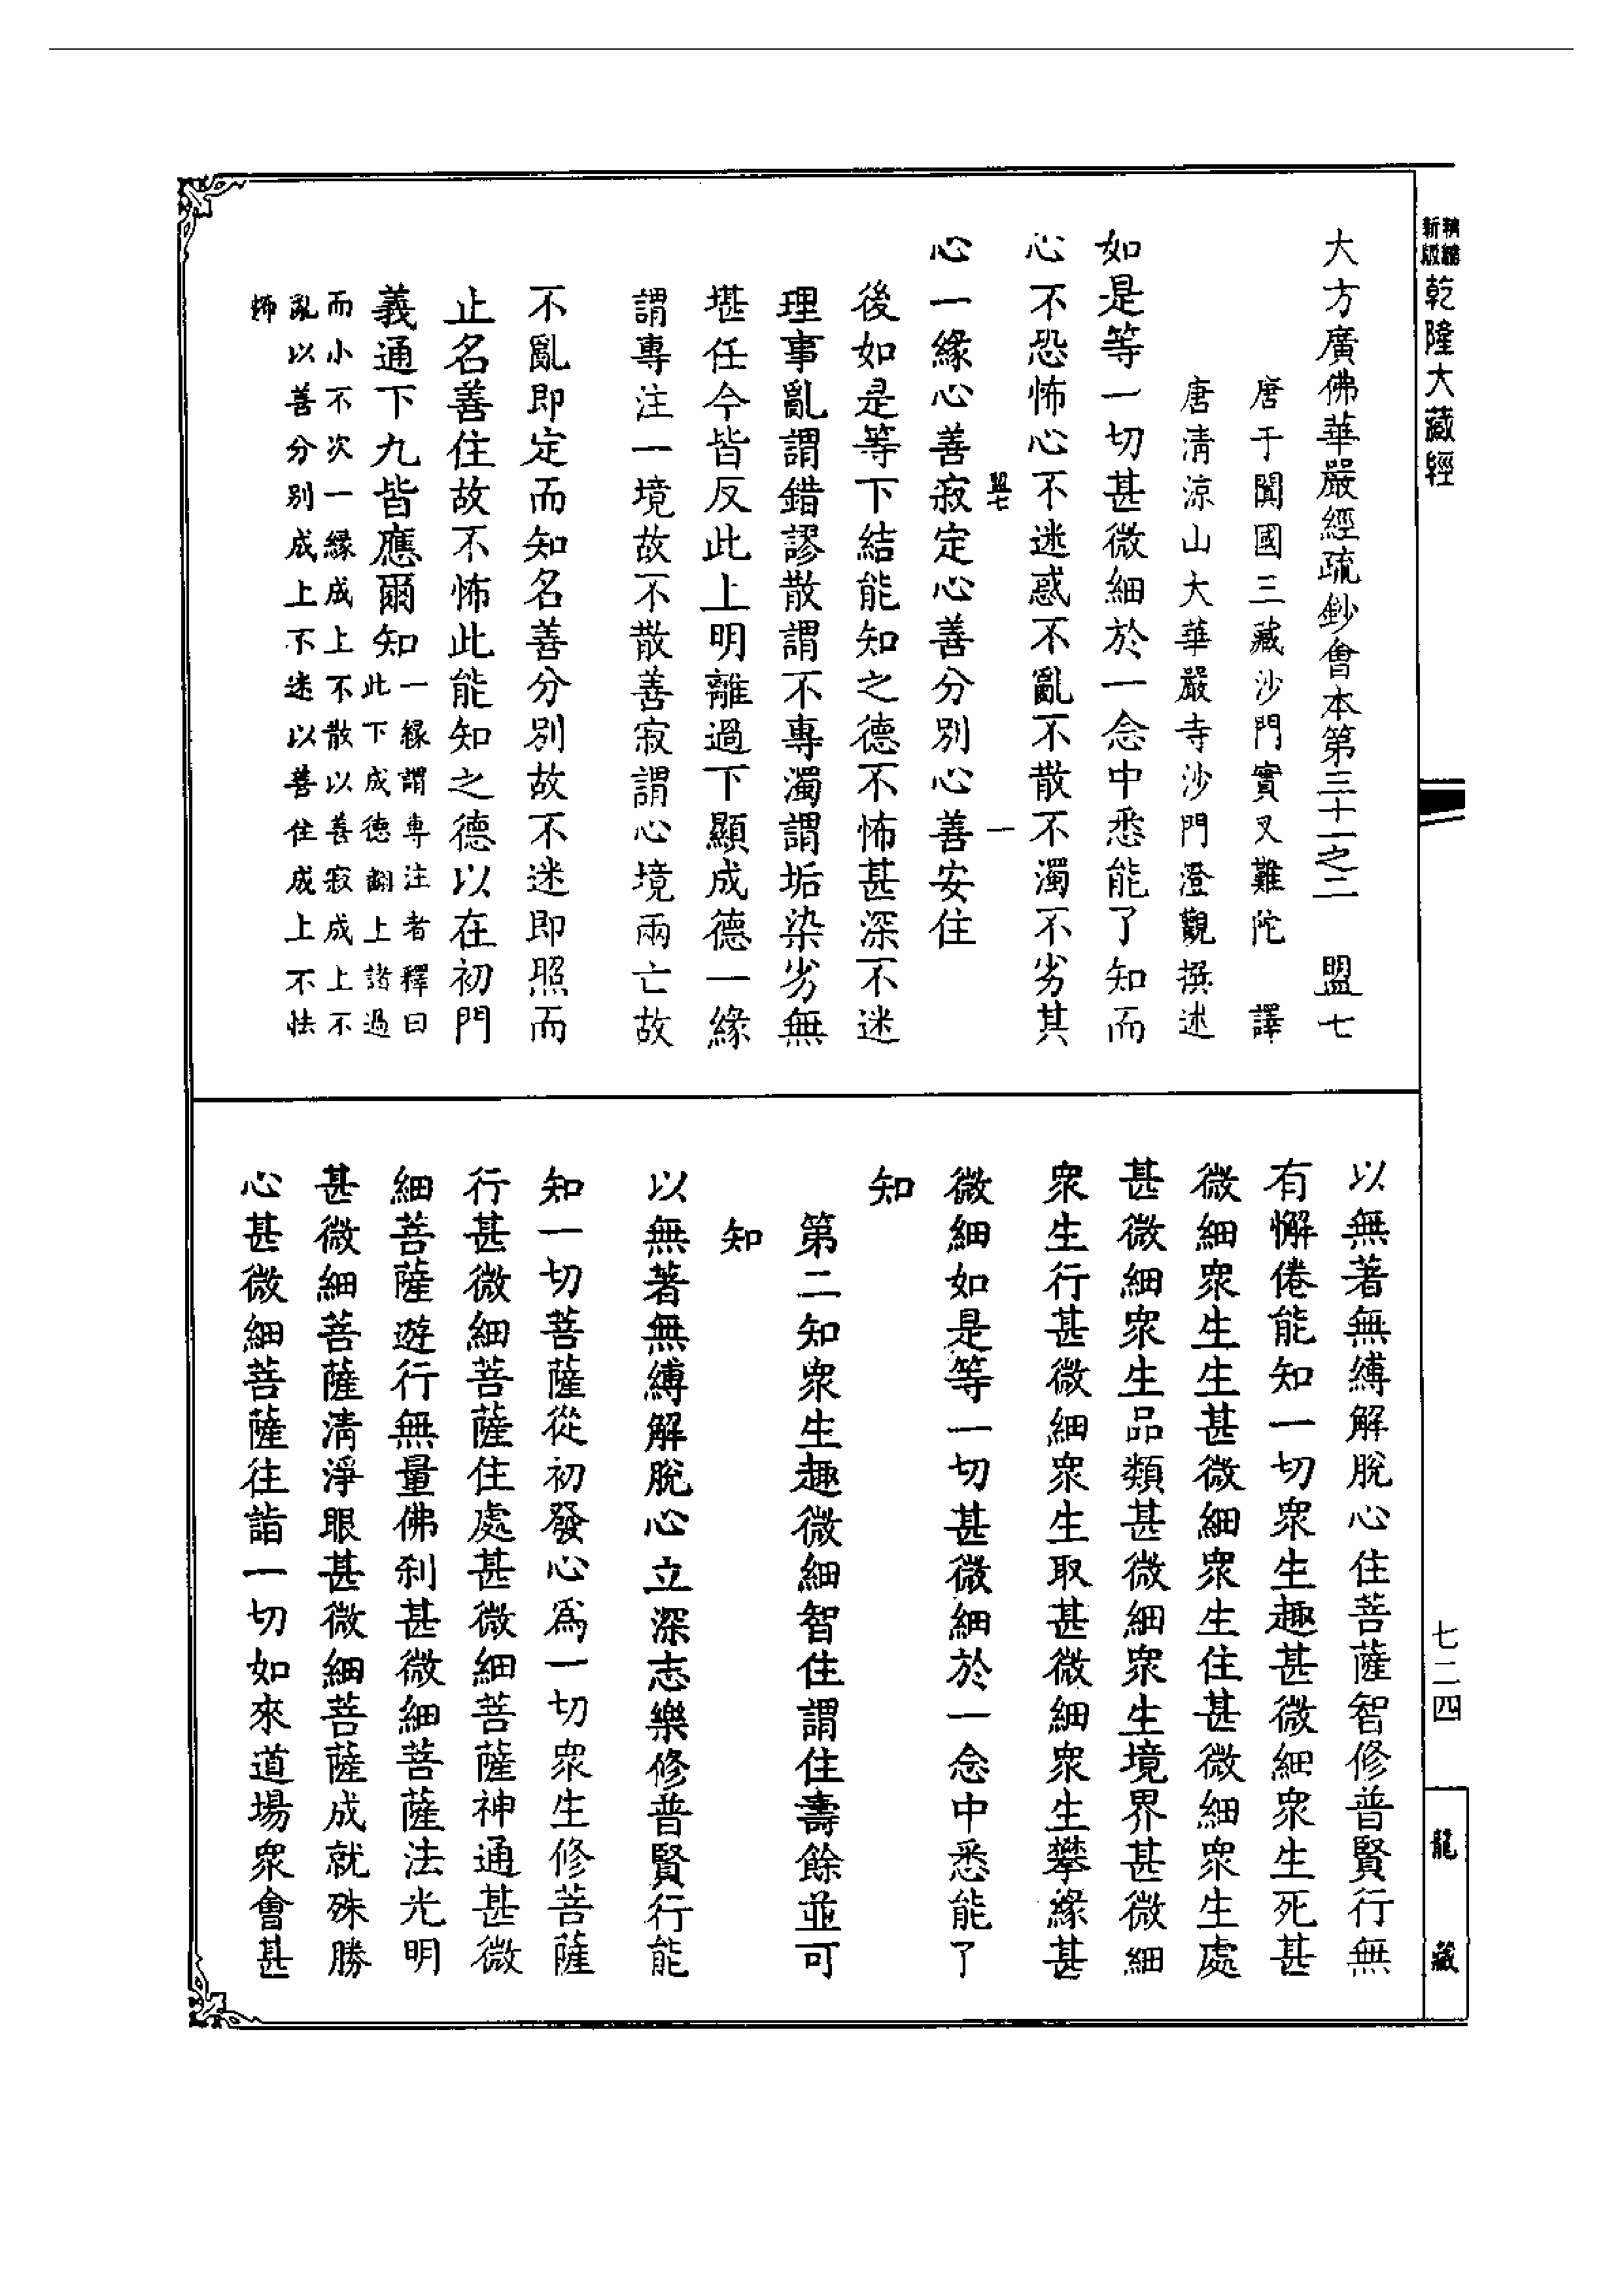 新編
新版
乾隆大藏經
大方廣佛華嚴經疏鈔會本第三十一之二　盟七
唐于闐國三藏沙門實叉難陀　譯
唐清涼山大華嚴寺沙門澄觀撰述
如是等一切甚微細於一念中悉能了知而
心不恐怖心不迷惑不亂不散不濁不劣其
盟七　一
心一緣心善寂定心善分別心善安住
後如是等下結能知之德不怖甚深不迷
理事亂謂錯謬散謂不專濁謂垢染劣無
堪任今皆反此上明離過下顯成德一緣
謂專注一境故不散善寂謂心境兩亡故
不亂即定而知名善分別故不迷即照而
止名善住故不怖此能知之德以在初門
義通下九皆應爾知
一緣謂專注者釋曰
此下成德翻上諸過
而小不次一緣成上不散以善寂成上不
亂以善分別成上不迷以善住成上不怯
怖
以無著無縛解脫心住菩薩智修普賢行無
有懈倦能知一切眾生趣甚微細眾生死甚
微細眾生生甚微細眾生住甚微細眾生處
甚微細眾生品類甚微細眾生境界甚微細
眾生行甚微細眾生取甚微細眾生攀緣甚
微細如是等一切甚微細於一念中悉能了
知
第二知眾生趣微細智住謂住壽餘並可
知
以無著無縛解脫心立深志樂修普賢行能
知一切菩薩從初發心為一切眾生修菩薩
行甚微細菩薩住處甚微細菩薩神通甚微
細菩薩遊行無量佛剎甚微細菩薩法光明
甚微細菩薩清淨眼甚微細菩薩成就殊勝
心甚微細菩薩往詣一切如來道場眾會甚
七二四
龍藏